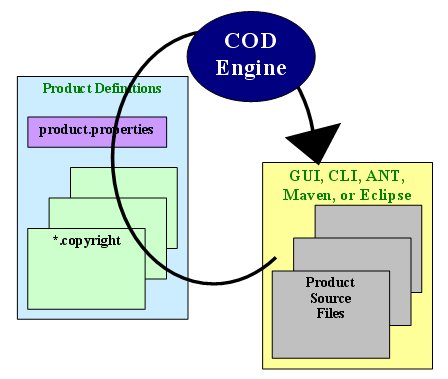 COD
Engine
Product Definitions
product.properties
*.copyright
GUI, CLI, ANT,
Maven, or Eclipse
Product
Source
Files